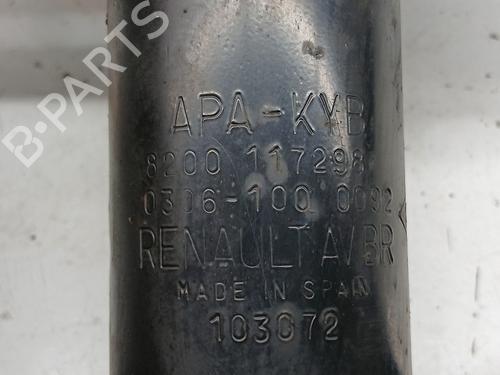 B-PARTS
APA-KYB
8200 117298
0306-100 0092
RENAULT AV BR
MADE IN SPAIN
103072